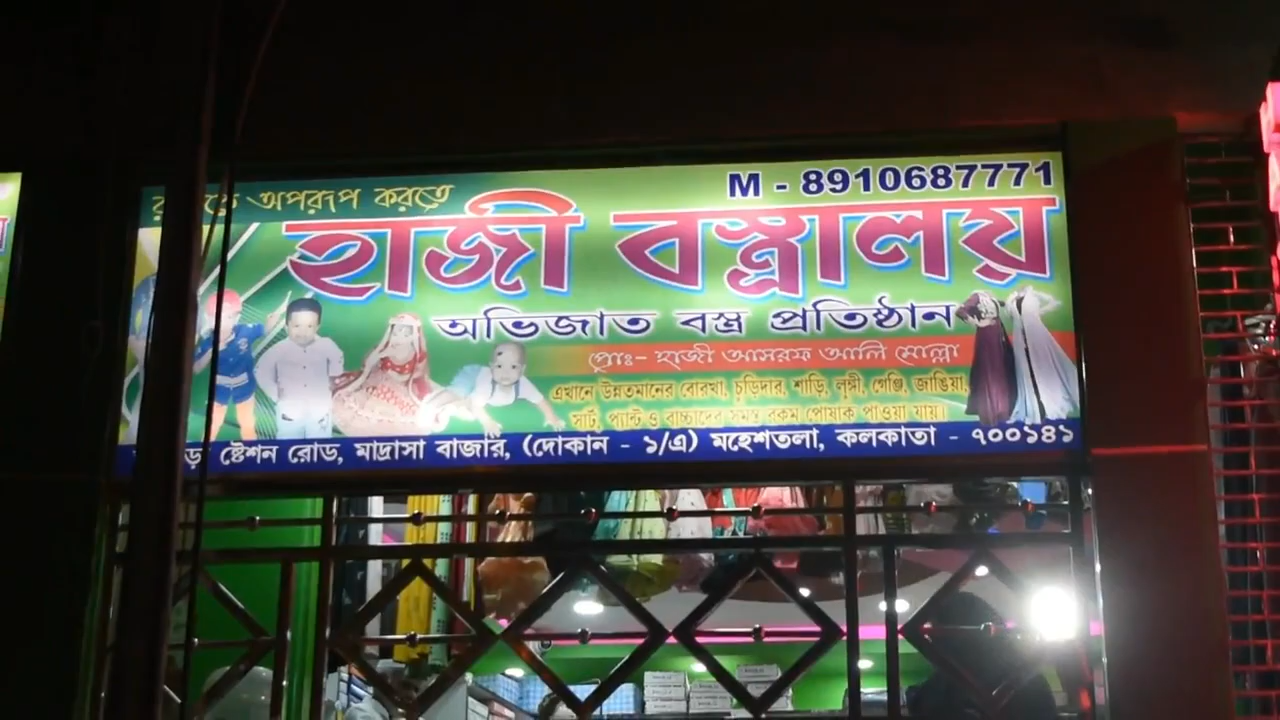 অপরূপ করতে
M - 8910687771
হাজী বস্ত্রালয়
অভিজাত বস্ত্র প্রতিষ্ঠান
প্রোঃ- হাজী আসরফ আলি মোল্লা
এখানে উন্নতমানের বোরখা, চুড়িদার, শাড়ি, লুঙ্গী, গেঞ্জি, জাঙিয়া,
সার্ট, প্যান্ট ও বাচ্চাদের সমস্ত রকম পোষাক পাওয়া যায়।
ষ্টেশন রোড, মাদ্রাসা বাজার, (দোকান - ১/এ) মহেশতলা, কলকাতা - ৭০০১৪১